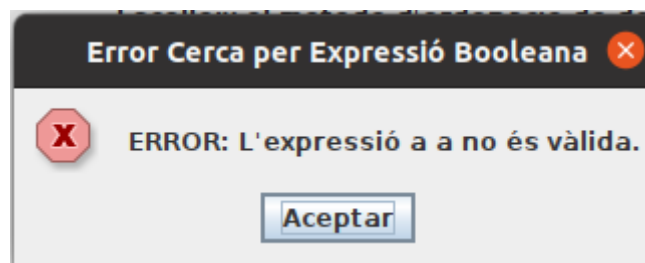 Error Cerca per Expressió Booleana
ERROR: L'expressió a a no és vàlida.
Aceptar